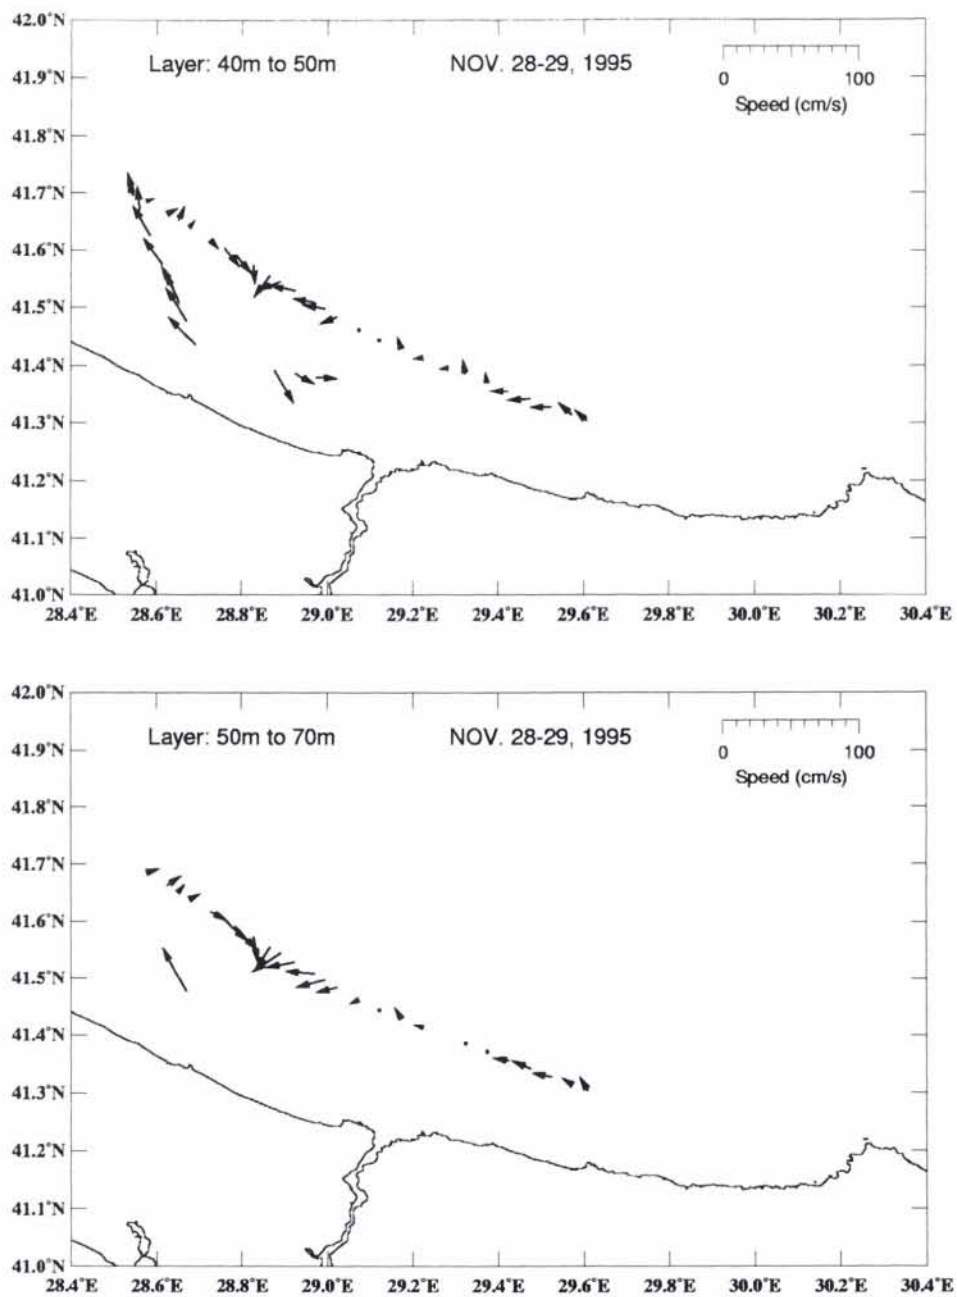 42.0°N
Layer: 40m to 50m NOV. 28-29, 1995
41.9°N
0 100
Speed (cm/s)
41.8°N
41.7°N
41.6°N
41.5°N
41.4°N
41.3°N
41.2°N
41.1°N
41.0°N
28.4°E 28.6°E 28.8°E 29.0°E 29.2°E 29.4°E 29.6°E 29.8°E 30.0°E 30.2°E 30.4°E
42.0°N
Layer: 50m to 70m NOV. 28-29, 1995
41.9°N
0 100
Speed (cm/s)
41.8°N
41.7°N
41.6°N
41.5°N
41.4°N
41.3°N
41.2°N
41.1°N
41.0°N
28.4°E 28.6°E 28.8°E 29.0°E 29.2°E 29.4°E 29.6°E 29.8°E 30.0°E 30.2°E 30.4°E